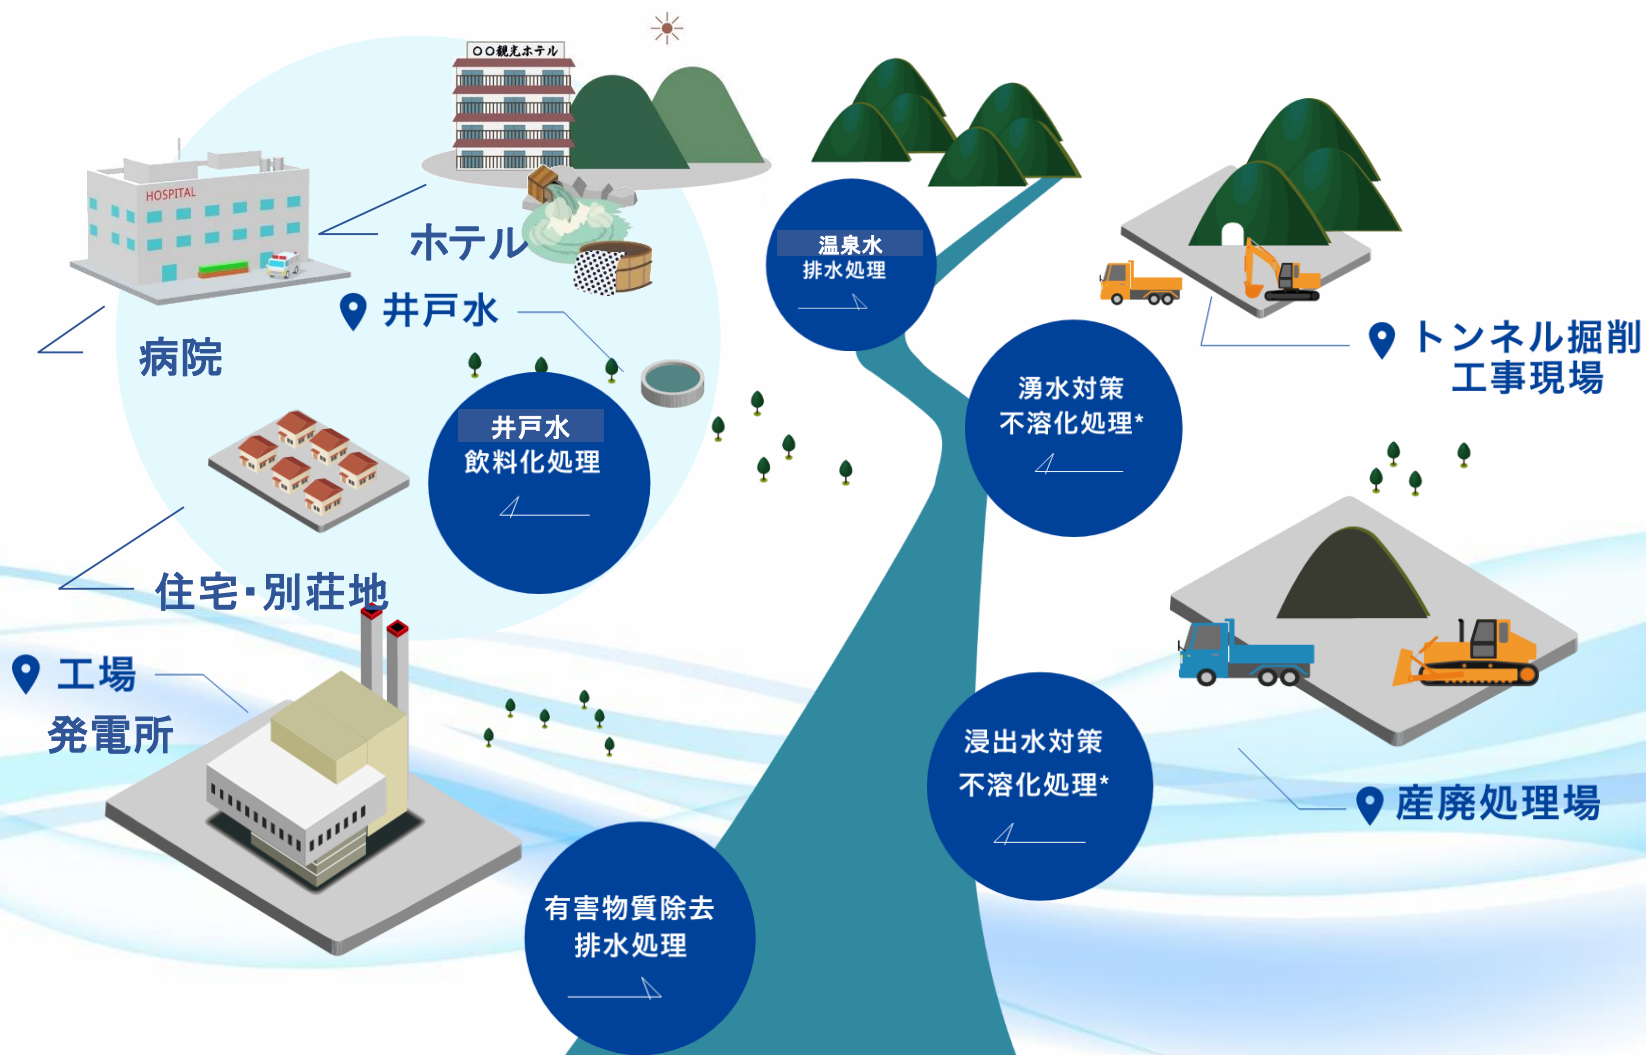 〇〇観光ホテル
HOSPITAL
ホテル
井戸水
病院
井戸水
飲料化処理
住宅・別荘地
工場
発電所
温泉水
排水処理
湧水対策
不溶化処理*
トンネル掘削
工事現場
浸出水対策
不溶化処理*
産廃処理場
有害物質除去
排水処理